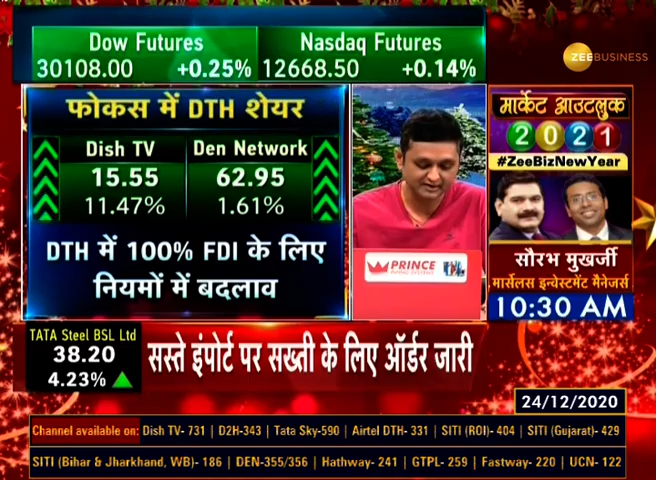 Dow Futures
30108.00 +0.25%
Nasdaq Futures
12668.50 +0.14%
ZEE BUSINESS
फोकस में DTH शेयर
Dish TV
15.55
11.47%
Den Network
62.95
1.61%
DTH में 100% FDI के लिए
नियमों में बदलाव
PRINCE
PIPING SYSTEMS
मार्केट आउटलुक
2021
#ZeeBizNewYear
सौरभ मुखर्जी
मार्सेलस इन्वेस्टमेंट मैनेजर्स
10:30 AM
TATA Steel BSL Ltd
38.20
4.23%
सस्ते इंपोर्ट पर सख्ती के लिए ऑर्डर जारी
24/12/2020
Channel available on: Dish TV- 731 | D2H-343 | Tata Sky-590 | Airtel DTH- 331 | SITI (ROI)- 404 | SITI (Gujarat)- 429
SITI (Bihar & Jharkhand, WB)- 186 | DEN-355/356 | Hathway- 241 | GTPL- 259 | Fastway- 220 | UCN- 122